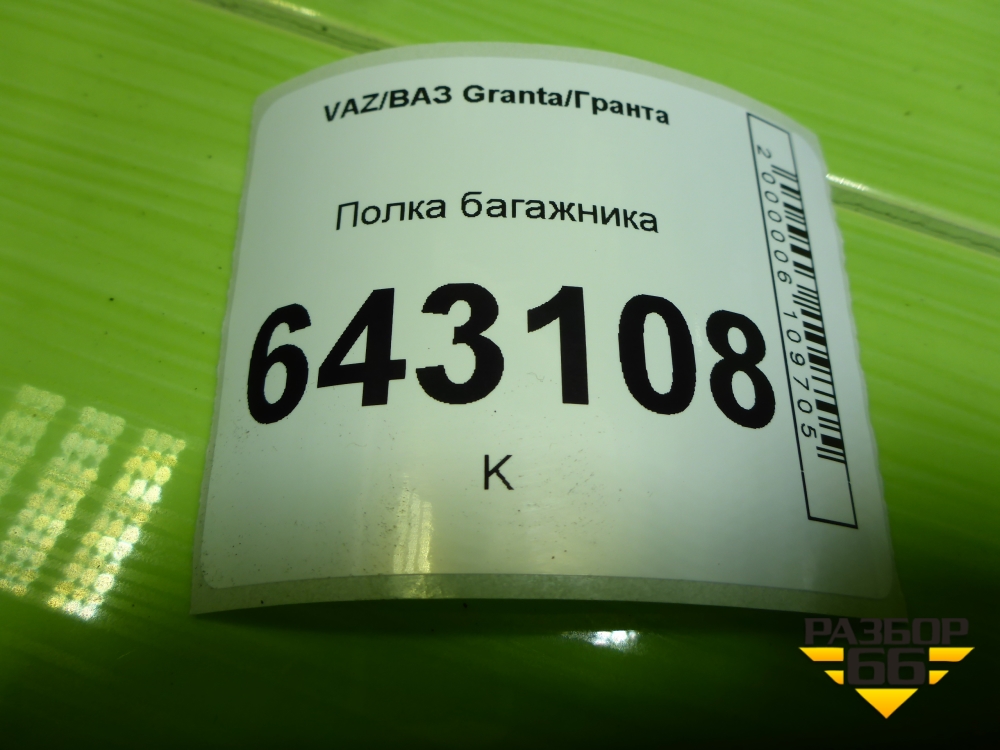 VAZ/ВАЗ Granta/Гранта
Полка багажника
643108
К
2000006109705
РАЗБОР
66